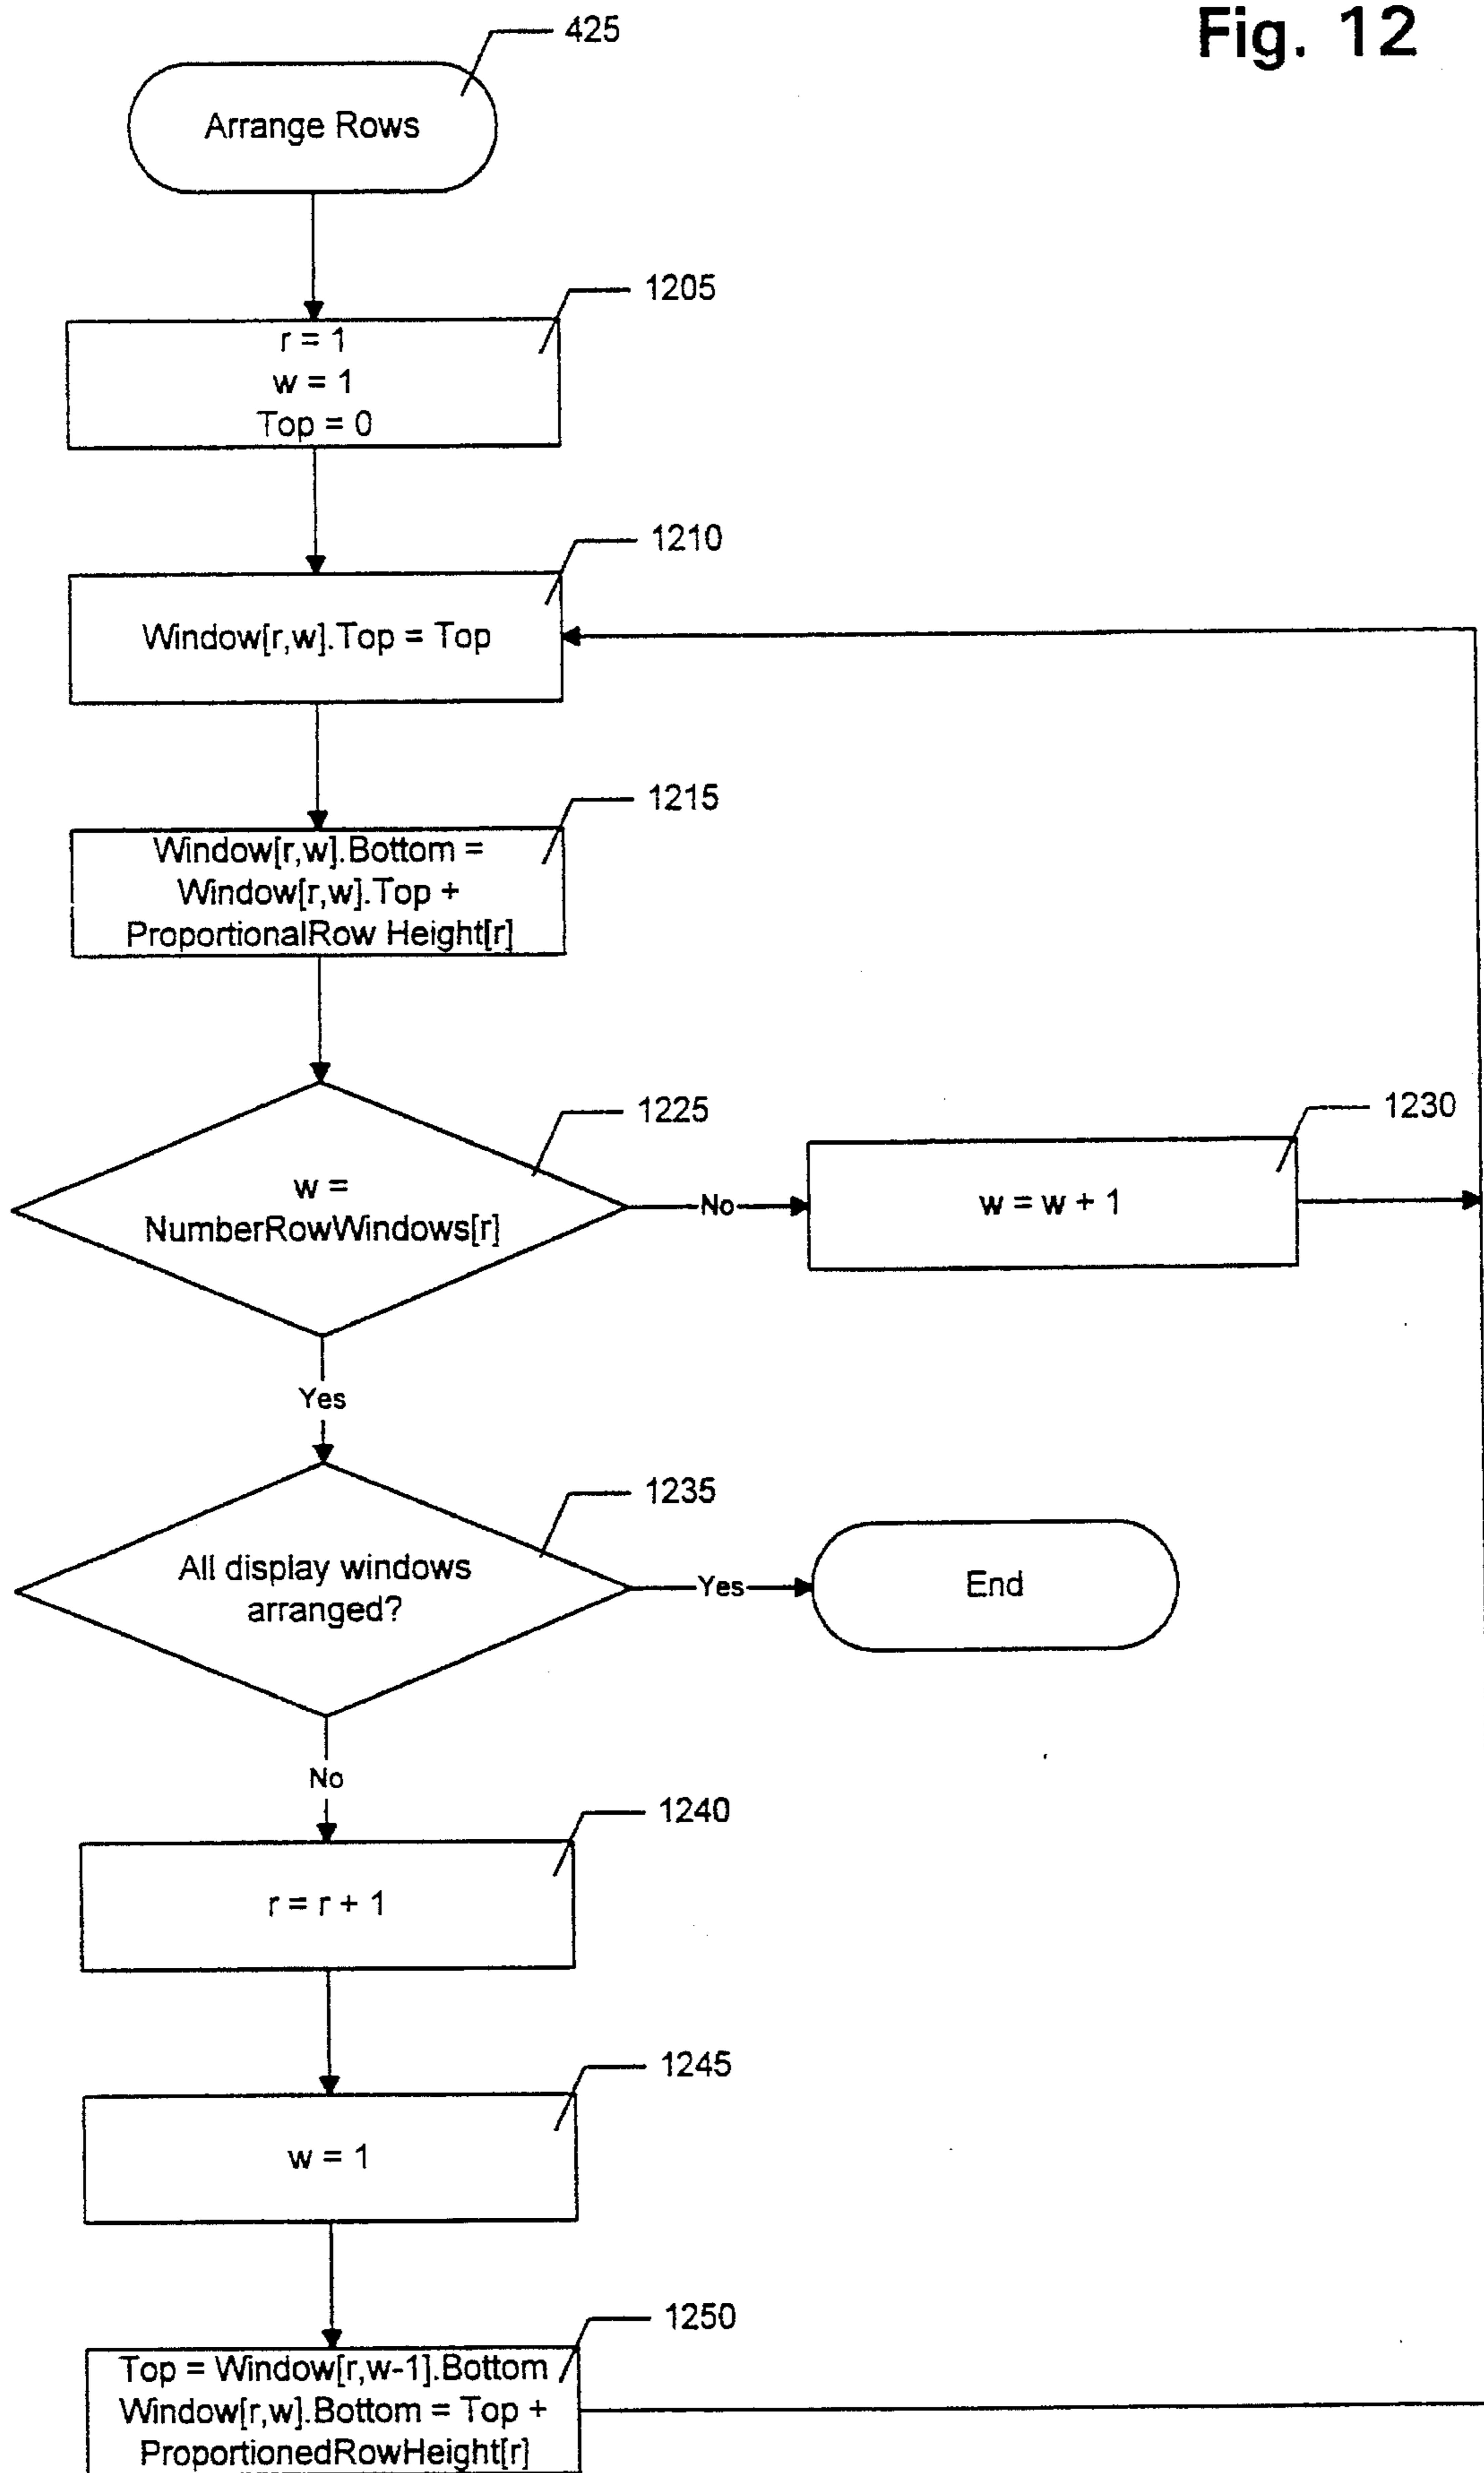 Fig. 12
425
Arrange Rows
1205
r = 1
w = 1
Top = 0
1210
Window[r,w].Top = Top
1215
Window[r,w].Bottom =
Window[r,w].Top +
ProportionalRow Height[r]
1225
w =
NumberRowWindows[r]
No
1230
w = w + 1
Yes
1235
All display windows
arranged?
Yes
End
No
1240
r = r + 1
1245
w = 1
1250
Top = Window[r,w-1].Bottom
Window[r,w].Bottom = Top +
ProportionedRowHeight[r]